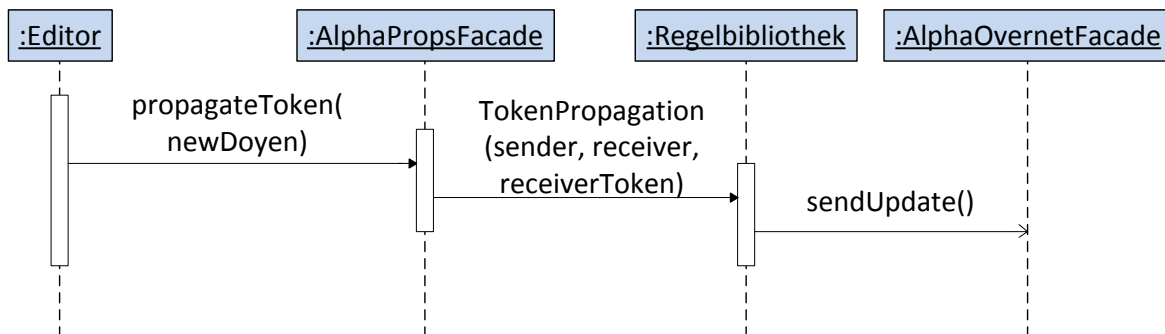 :Editor
:AlphaPropsFacade
:Regelbibliothek
:AlphaOvernetFacade
propagateToken(
newDoyen)
TokenPropagation
(sender, receiver,
receiverToken)
sendUpdate()